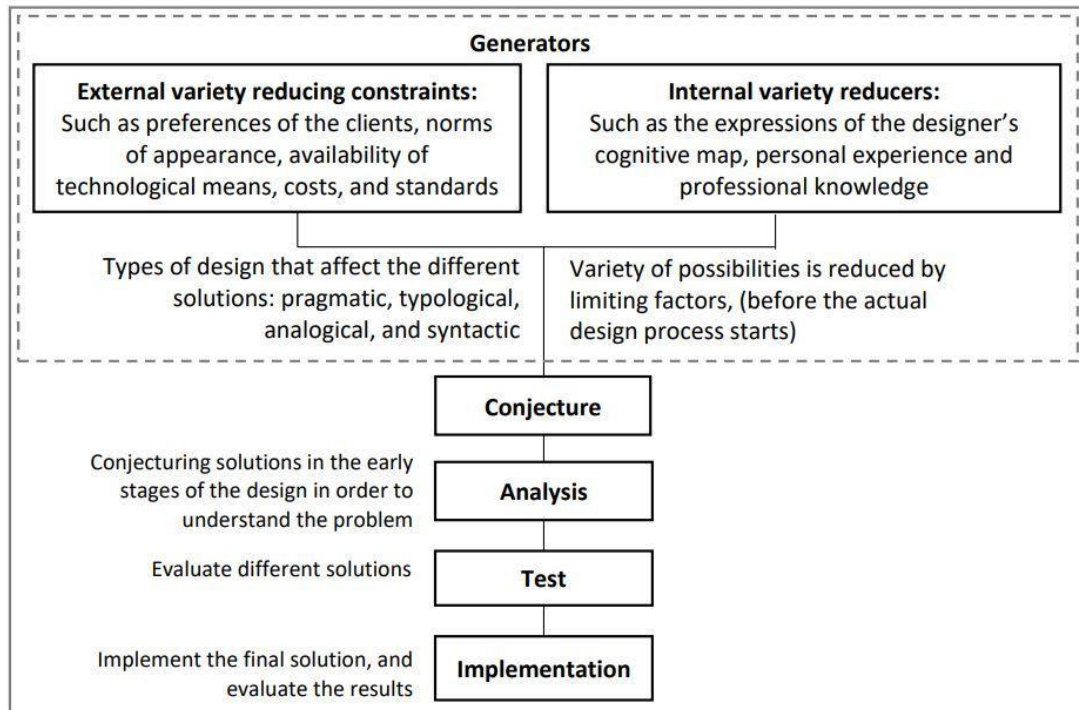 Generators
External variety reducing constraints:
Such as preferences of the clients, norms
of appearance, availability of
technological means, costs, and standards
Internal variety reducers:
Such as the expressions of the designer’s
cognitive map, personal experience and
professional knowledge
Types of design that affect the different
solutions: pragmatic, typological,
analogical, and syntactic
Variety of possibilities is reduced by
limiting factors, (before the actual
design process starts)
Conjecture
Conjecturing solutions in the early
stages of the design in order to
understand the problem
Analysis
Evaluate different solutions
Test
Implement the final solution, and
evaluate the results
Implementation